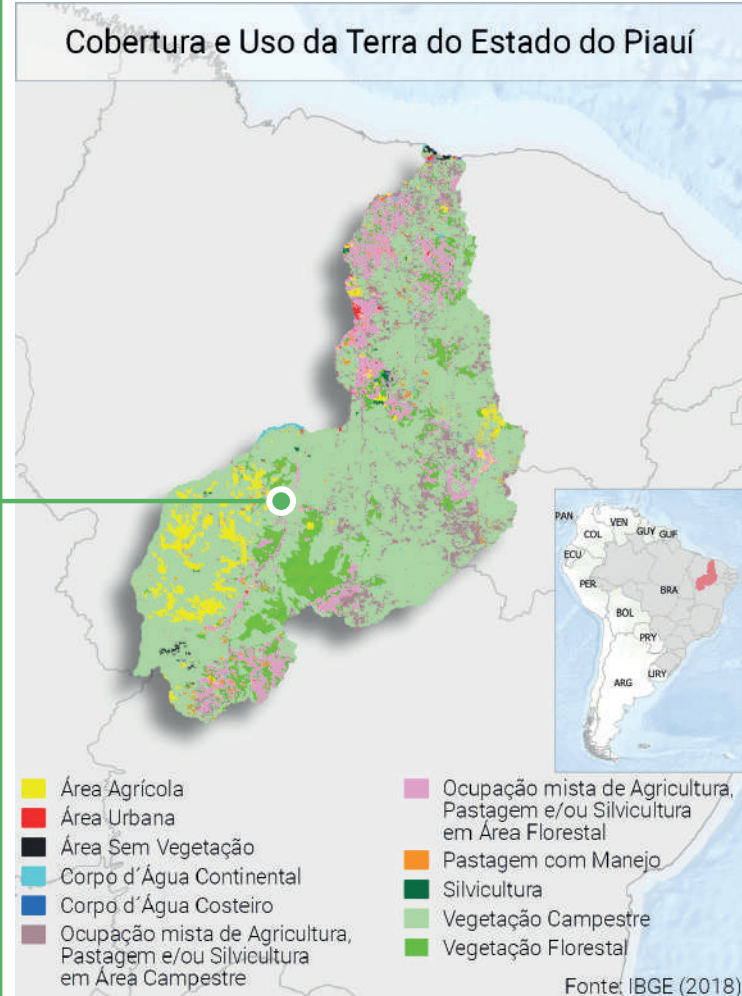 Cobertura e Uso da Terra do Estado do Piauí
PAN
VEN
COL
GUY
GUF
ECU
PER
BRA
BOL
PRY
URY
ARG
Área Agrícola
Área Urbana
Área Sem Vegetação
Corpo d´Água Continental
Corpo d´Água Costeiro
Ocupação mista de Agricultura,
Pastagem e/ou Silvicultura
em Área Campestre
Ocupação mista de Agricultura,
Pastagem e/ou Silvicultura
em Área Florestal
Pastagem com Manejo
Silvicultura
Vegetação Campestre
Vegetação Florestal
Fonte: IBGE (2018)